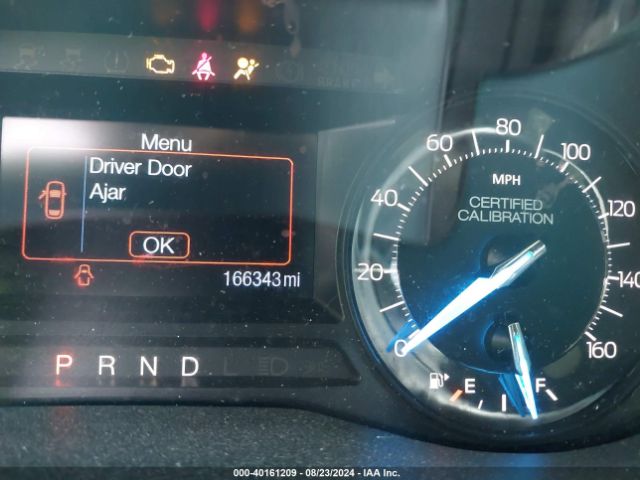 Menu
Driver Door
Ajar
OK
166343 mi
P R N D L
0 20 40 60 80 100 120 140 160
MPH
CERTIFIED
CALIBRATION
E F
000-40161209 - 08/23/2024 - IAA Inc.